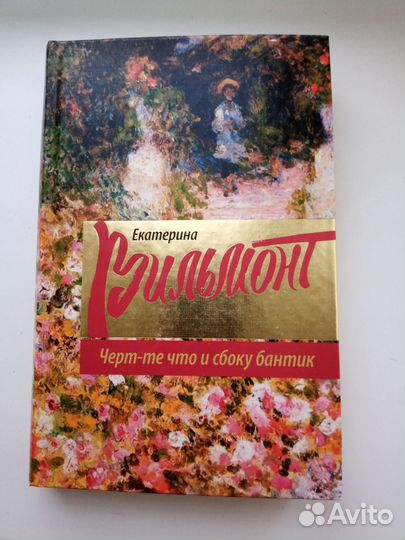 Екатерина
Вильмонт
Черт-те что и сбоку бантик
Avito